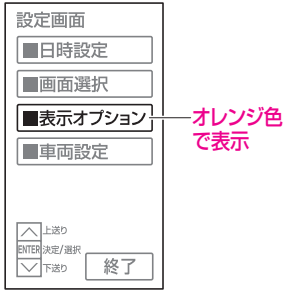 設定画面
■日時設定
■画面選択
■表示オプション
オレンジ色
で表示
■車両設定
上送り
ENTER 決定/選択
下送り
終了